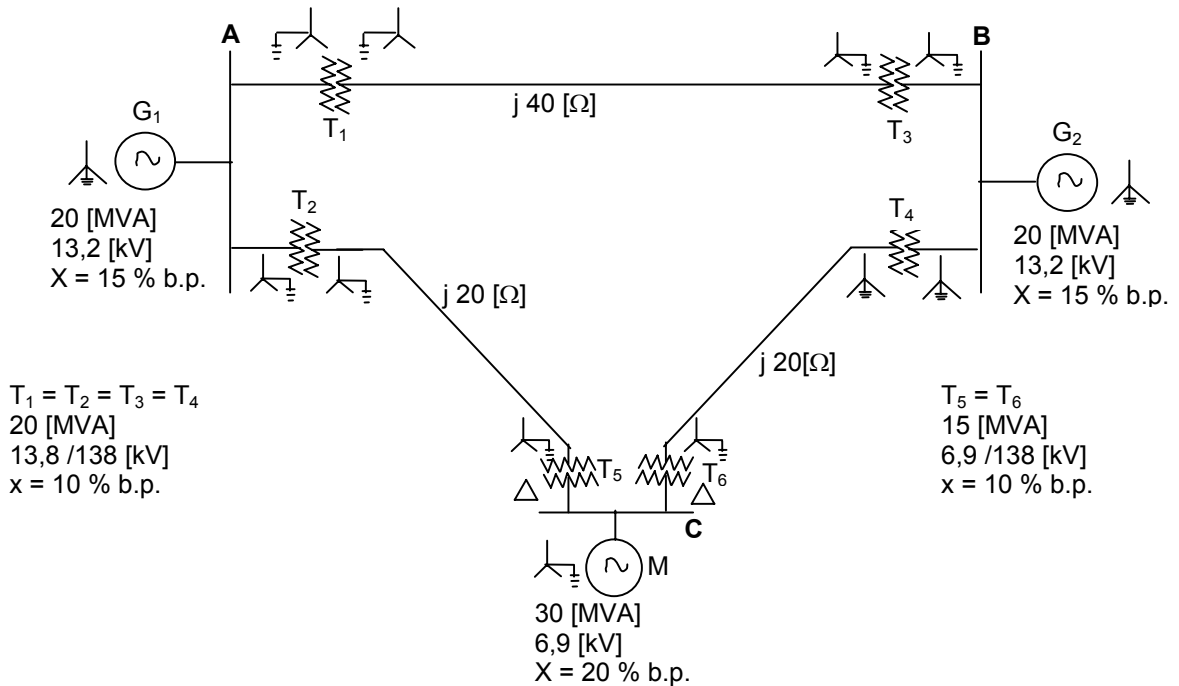 A
B
G₁
T₁
j 40 [Ω]
T₃
G₂
20 [MVA]
13,2 [kV]
X = 15 % b.p.
T₂
T₄
20 [MVA]
13,2 [kV]
X = 15 % b.p.
j 20 [Ω]
j 20[Ω]
T₁ = T₂ = T₃ = T₄
20 [MVA]
13,8 /138 [kV]
x = 10 % b.p.
T₅ = T₆
15 [MVA]
6,9 /138 [kV]
x = 10 % b.p.
T₅
T₆
C
M
30 [MVA]
6,9 [kV]
X = 20 % b.p.